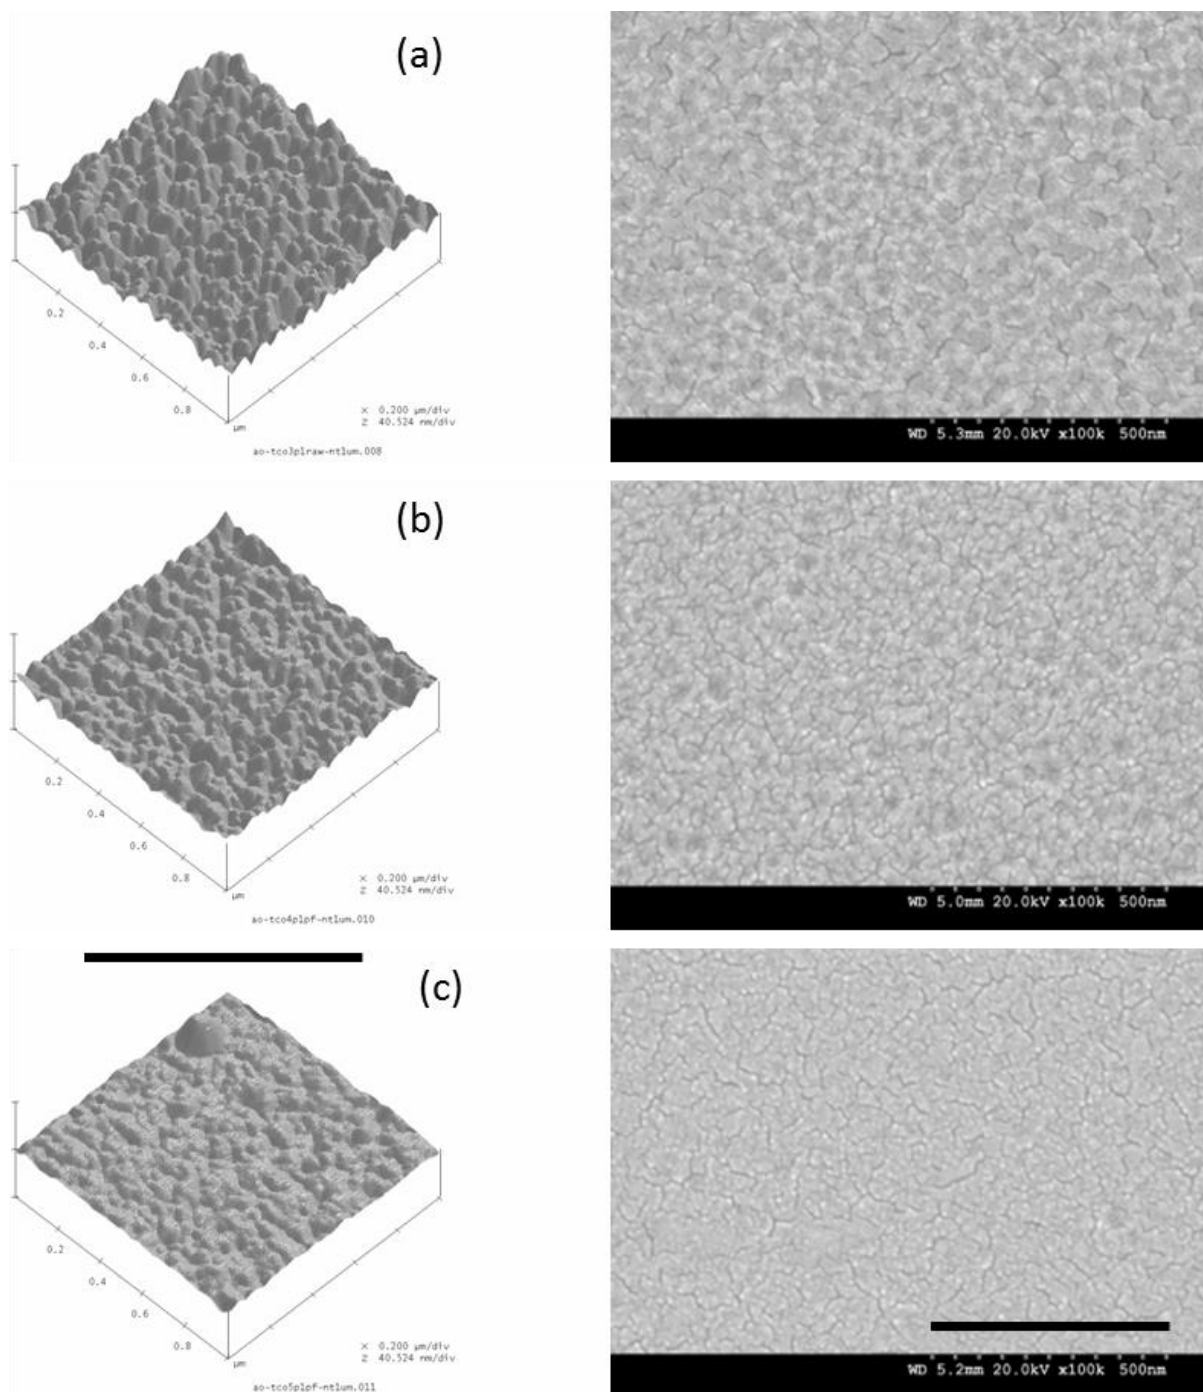 (a)
0.2
0.4
0.6
0.8
µm
X 0.200 µm/div
Z 40.524 nm/div
ao-tco3p1raw-nt1um.008
WD 5.3mm 20.0kV x100k 500nm
(b)
0.2
0.4
0.6
0.8
µm
X 0.200 µm/div
Z 40.524 nm/div
ao-tco4p1pf-nt1um.010
WD 5.0mm 20.0kV x100k 500nm
(c)
0.2
0.4
0.6
0.8
µm
X 0.200 µm/div
Z 40.524 nm/div
ao-tco5p1pf-nt1um.011
WD 5.2mm 20.0kV x100k 500nm